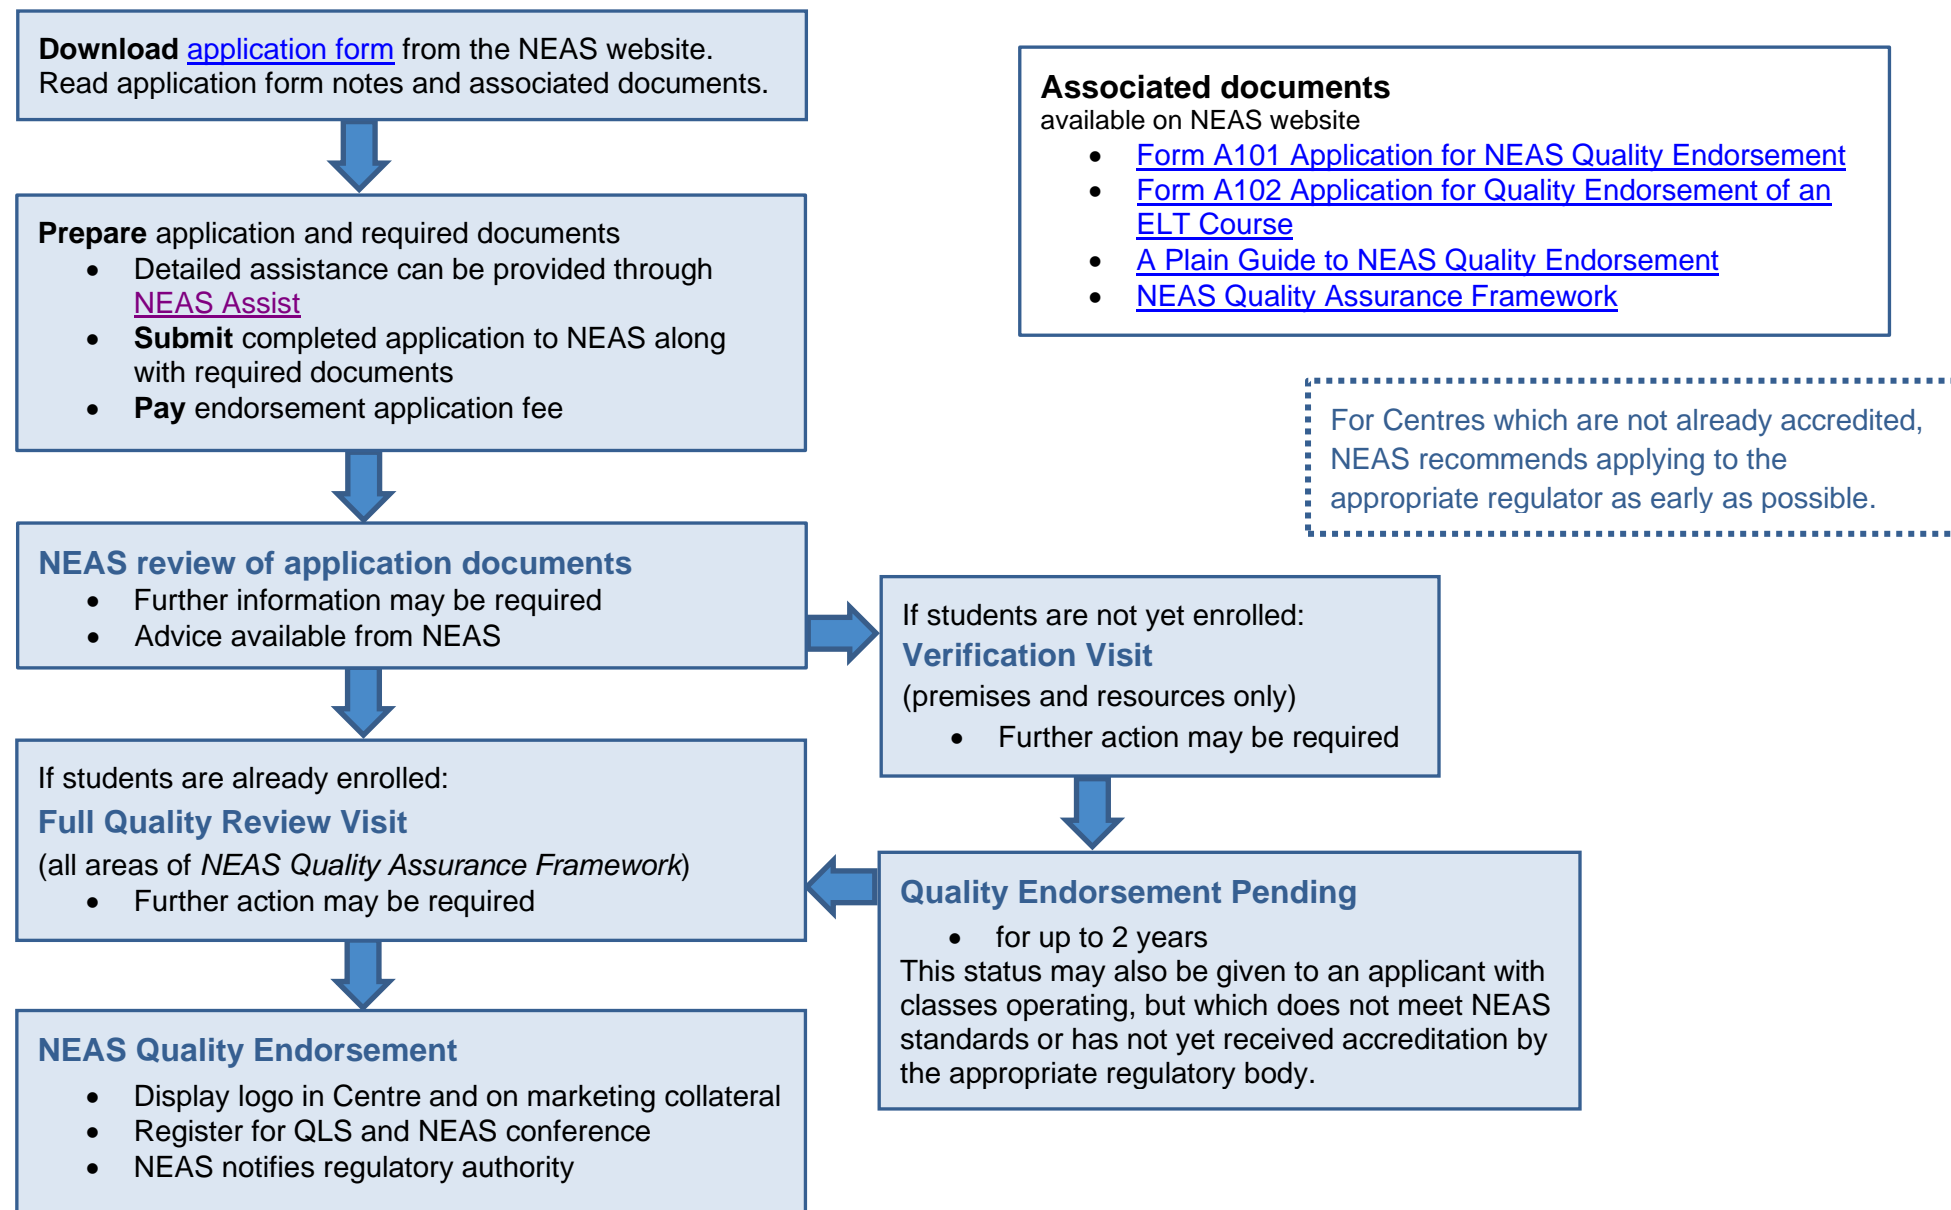 Download application form from the NEAS website.
Read application form notes and associated documents.
Associated documents
available on NEAS website
• Form A101 Application for NEAS Quality Endorsement
• Form A102 Application for Quality Endorsement of an
ELT Course
• A Plain Guide to NEAS Quality Endorsement
• NEAS Quality Assurance Framework
Prepare application and required documents
• Detailed assistance can be provided through
NEAS Assist
• Submit completed application to NEAS along
with required documents
• Pay endorsement application fee
For Centres which are not already accredited,
NEAS recommends applying to the
appropriate regulator as early as possible.
NEAS review of application documents
• Further information may be required
• Advice available from NEAS
If students are not yet enrolled:
Verification Visit
(premises and resources only)
• Further action may be required
If students are already enrolled:
Full Quality Review Visit
(all areas of NEAS Quality Assurance Framework)
• Further action may be required
Quality Endorsement Pending
• for up to 2 years
This status may also be given to an applicant with
classes operating, but which does not meet NEAS
standards or has not yet received accreditation by
the appropriate regulatory body.
NEAS Quality Endorsement
• Display logo in Centre and on marketing collateral
• Register for QLS and NEAS conference
• NEAS notifies regulatory authority